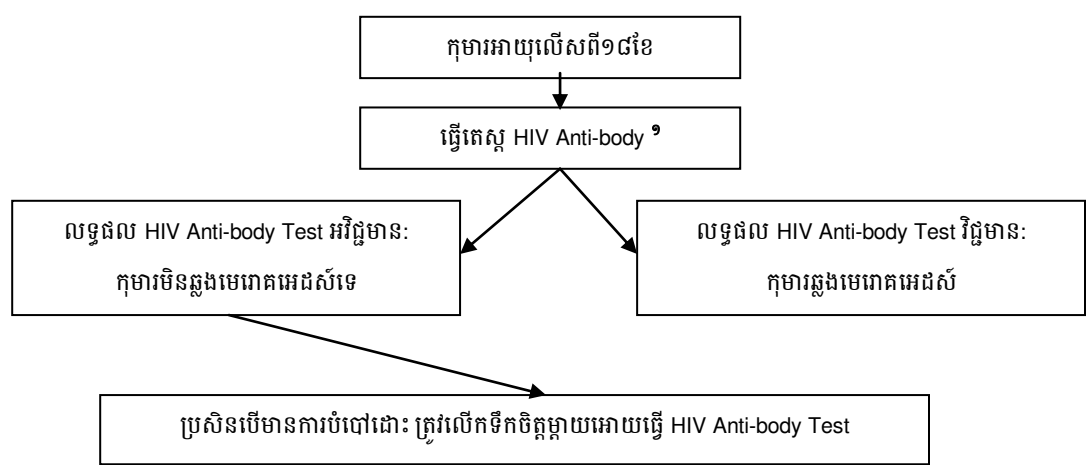 កុមារអាយុលើសពី១៨ខែ
ធ្វើតេស្ត HIV Anti-body ១
លទ្ធផល HIV Anti-body Test អវិជ្ជមាន:
កុមារមិនឆ្លងមេរោគអេដស៍ទេ
លទ្ធផល HIV Anti-body Test វិជ្ជមាន:
កុមារឆ្លងមេរោគអេដស៍
ប្រសិនបើមានការបំបៅដោះ ត្រូវលើកទឹកចិត្តម្តាយអោយធ្វើ HIV Anti-body Test